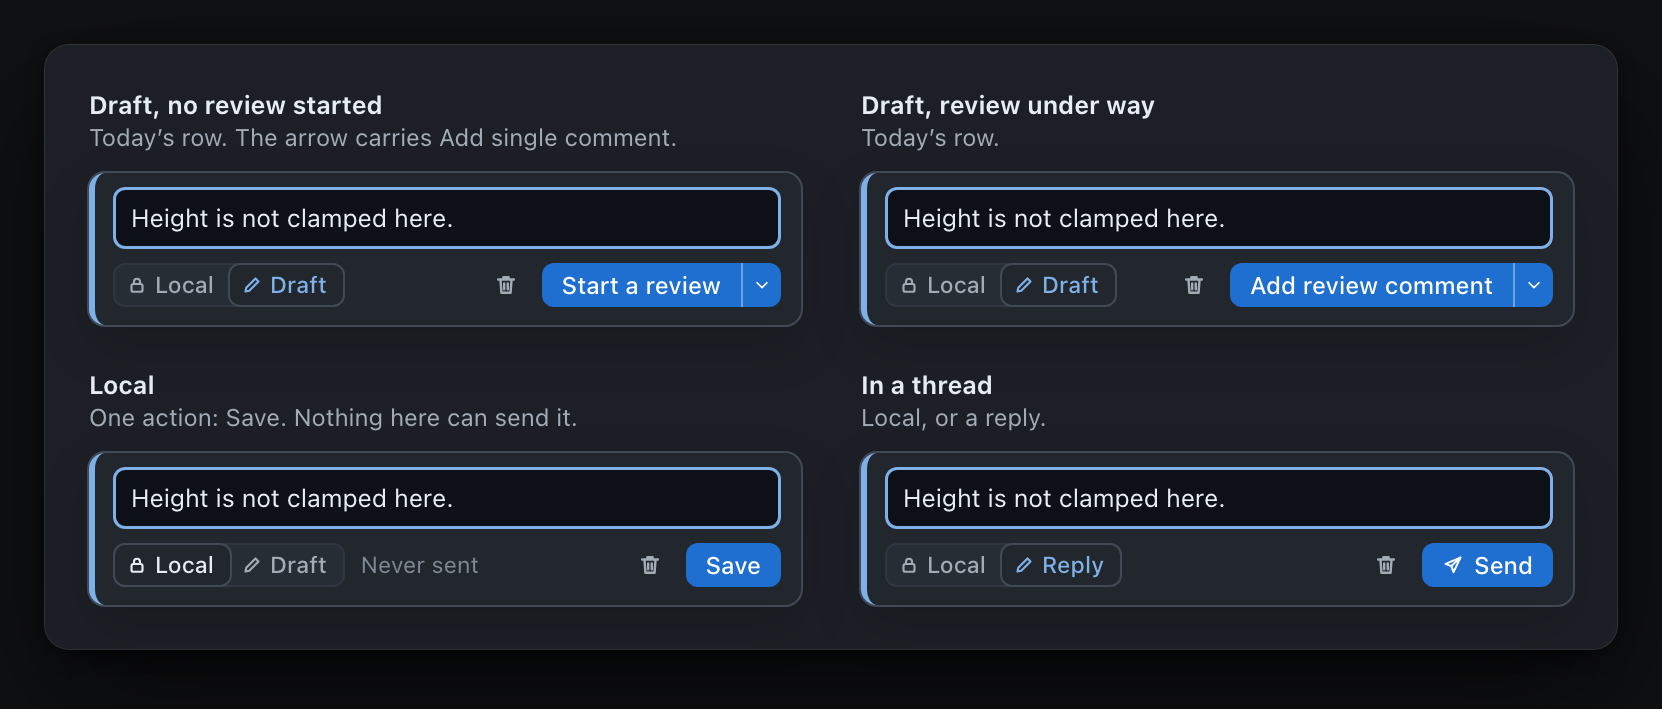 Draft, no review started
Today’s row. The arrow carries Add single comment.
Height is not clamped here.
Local
Draft
Start a review
Draft, review under way
Today’s row.
Height is not clamped here.
Local
Draft
Add review comment
Local
One action: Save. Nothing here can send it.
Height is not clamped here.
Local
Draft
Never sent
Save
In a thread
Local, or a reply.
Height is not clamped here.
Local
Reply
Send